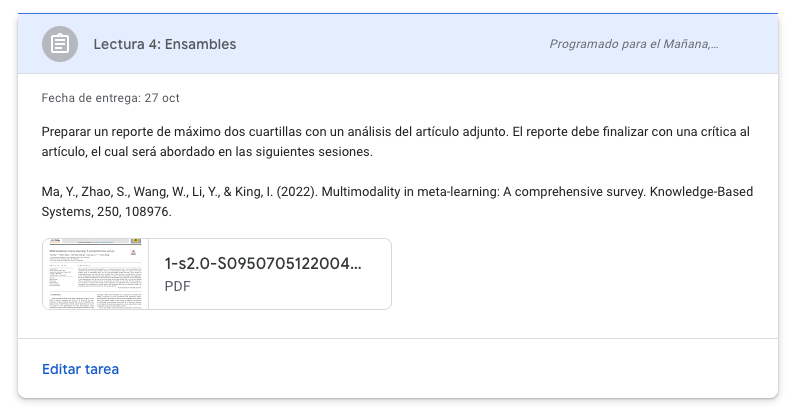 Lectura 4: Ensambles
Programado para el Mañana,...
Fecha de entrega: 27 oct
Preparar un reporte de máximo dos cuartillas con un análisis del artículo adjunto. El reporte debe finalizar con una crítica al
artículo, el cual será abordado en las siguientes sesiones.
Ma, Y., Zhao, S., Wang, W., Li, Y., & King, I. (2022). Multimodality in meta-learning: A comprehensive survey. Knowledge-Based
Systems, 250, 108976.
1-s2.0-S0950705122004...
PDF
Editar tarea